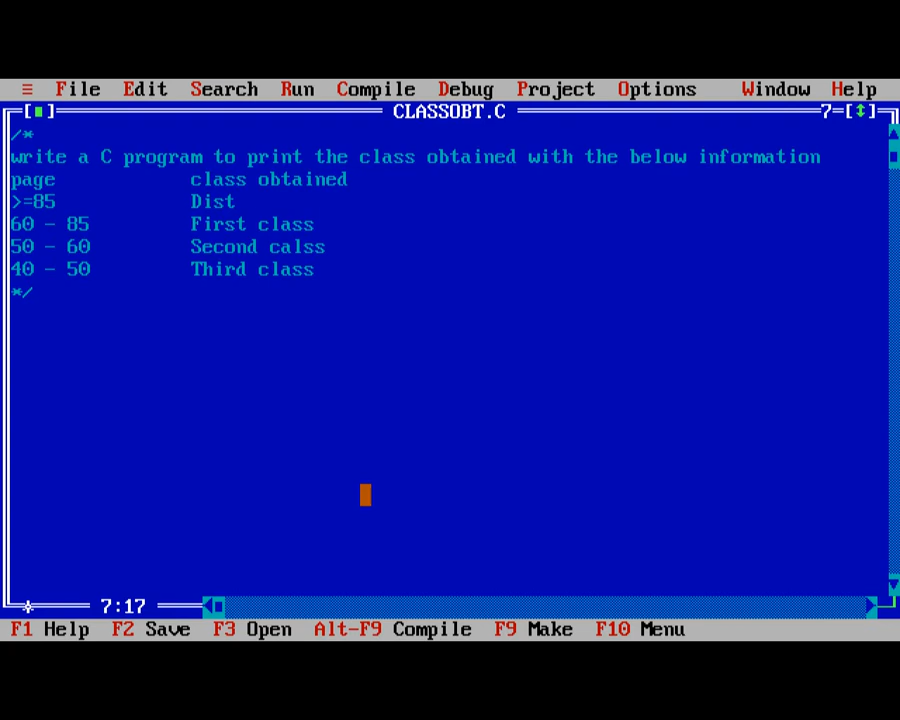 ≡ File Edit Search Run Compile Debug Project Options Window Help
[■] CLASSOBT.C 7=[↕]
/*
write a C program to print the class obtained with the below information
page class obtained
>=85 Dist
60 - 85 First class
50 - 60 Second calss
40 - 50 Third class
*/
7:17
F1 Help F2 Save F3 Open Alt-F9 Compile F9 Make F10 Menu